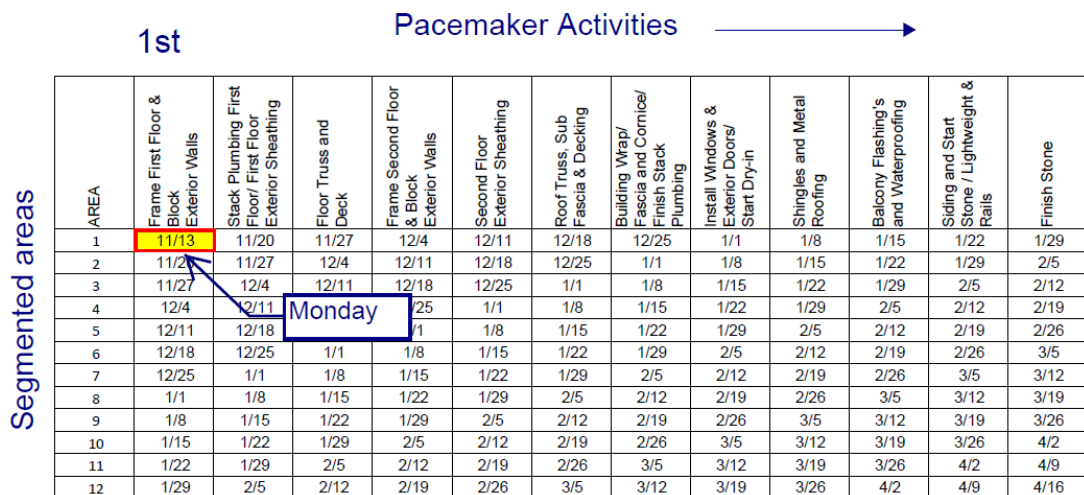 1st
Pacemaker Activities
Segmented areas
AREA
Frame First Floor &
Block
Exterior Walls
Stack Plumbing First
Floor/ First Floor
Exterior Sheathing
Floor Truss and
Deck
Frame Second Floor
& Block
Exterior Walls
Second Floor
Exterior Sheathing
Roof Truss, Sub
Fascia & Decking
Building Wrap/
Fascia and Cornice/
Finish Stack
Plumbing
Install Windows &
Exterior Doors/
Start Dry-in
Shingles and Metal
Roofing
Balcony Flashing's
and Waterproofing
Siding and Start
Stone / Lightweight &
Rails
Finish Stone
1 11/13 11/20 11/27 12/4 12/11 12/18 12/25 1/1 1/8 1/15 1/22 1/29
2 11/27 12/4 12/11 12/18 12/25 1/1 1/8 1/15 1/22 1/29 2/5
3 11/27 12/4 12/11 12/18 12/25 1/1 1/8 1/15 1/22 1/29 2/5 2/12
4 12/4 12/11 /25 1/1 1/8 1/15 1/22 1/29 2/5 2/12 2/19
Monday
5 12/11 12/18 /1 1/8 1/15 1/22 1/29 2/5 2/12 2/19 2/26
6 12/18 12/25 1/1 1/8 1/15 1/22 1/29 2/5 2/12 2/19 2/26 3/5
7 12/25 1/1 1/8 1/15 1/22 1/29 2/5 2/12 2/19 2/26 3/5 3/12
8 1/1 1/8 1/15 1/22 1/29 2/5 2/12 2/19 2/26 3/5 3/12 3/19
9 1/8 1/15 1/22 1/29 2/5 2/12 2/19 2/26 3/5 3/12 3/19 3/26
10 1/15 1/22 1/29 2/5 2/12 2/19 2/26 3/5 3/12 3/19 3/26 4/2
11 1/22 1/29 2/5 2/12 2/19 2/26 3/5 3/12 3/19 3/26 4/2 4/9
12 1/29 2/5 2/12 2/19 2/26 3/5 3/12 3/19 3/26 4/2 4/9 4/16